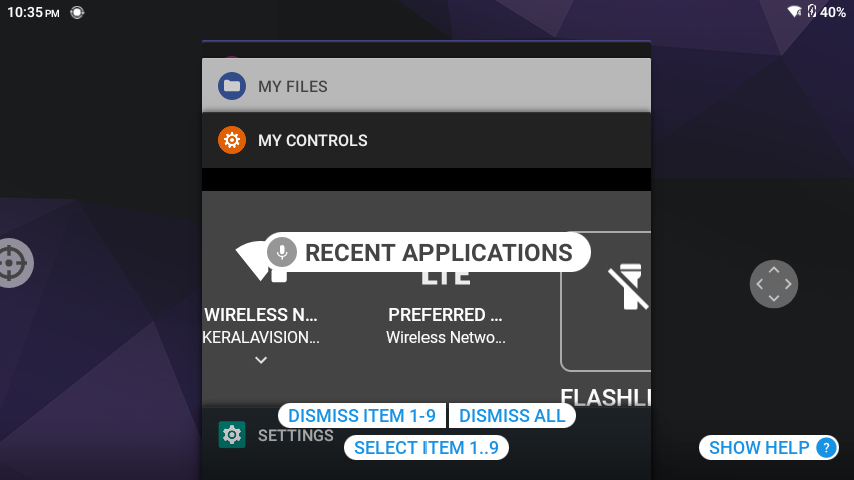 10:35 PM
40%
MY FILES
MY CONTROLS
RECENT APPLICATIONS
LTE
WIRELESS N...
PREFERRED ...
KERALAVISION...
Wireless Netwo...
FLASHLI
DISMISS ITEM 1-9
DISMISS ALL
SETTINGS
SELECT ITEM 1..9
SHOW HELP ?